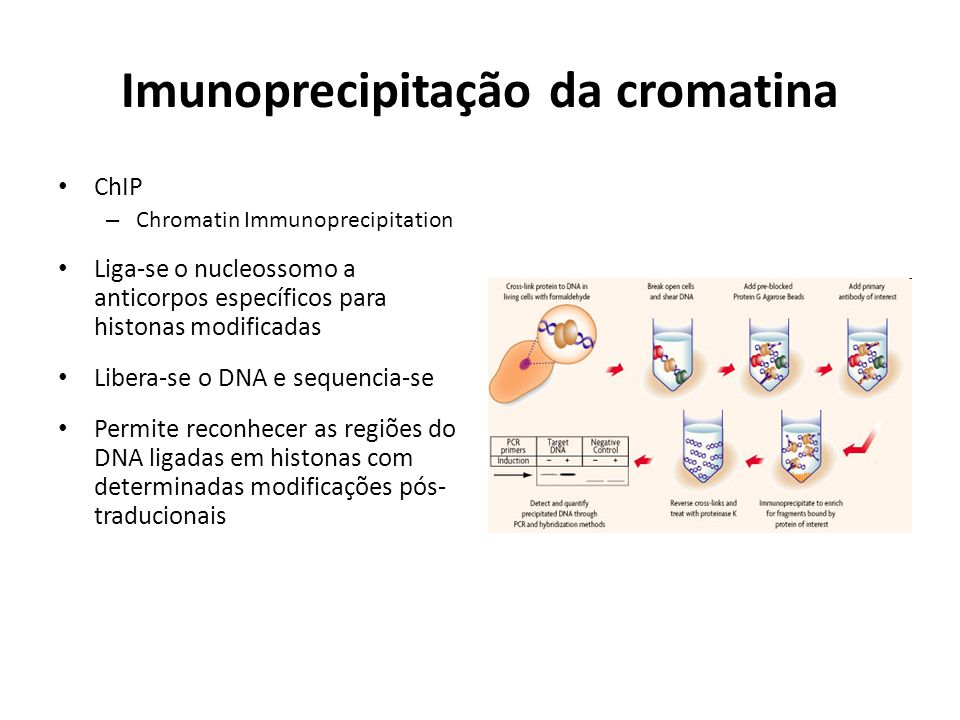 Imunoprecipitação da cromatina
• ChIP
– Chromatin Immunoprecipitation
• Liga-se o nucleossomo a
anticorpos específicos para
histonas modificadas
• Libera-se o DNA e sequencia-se
• Permite reconhecer as regiões do
DNA ligadas em histonas com
determinadas modificações pós-
traducionais
Cross-link protein to DNA in
living cells with formaldehyde
Break open cells
and shear DNA
Add pre-blocked
Protein G Agarose Beads
Add primary
antibody of interest
PCR
primers
Target
DNA
Negative
Control
Induction
– +
– +
Detect and quantify
precipitated DNA through
PCR and hybridization methods
Reverse cross-links and
treat with proteinase K
Immunoprecipitate to enrich
for fragments bound by
protein of interest